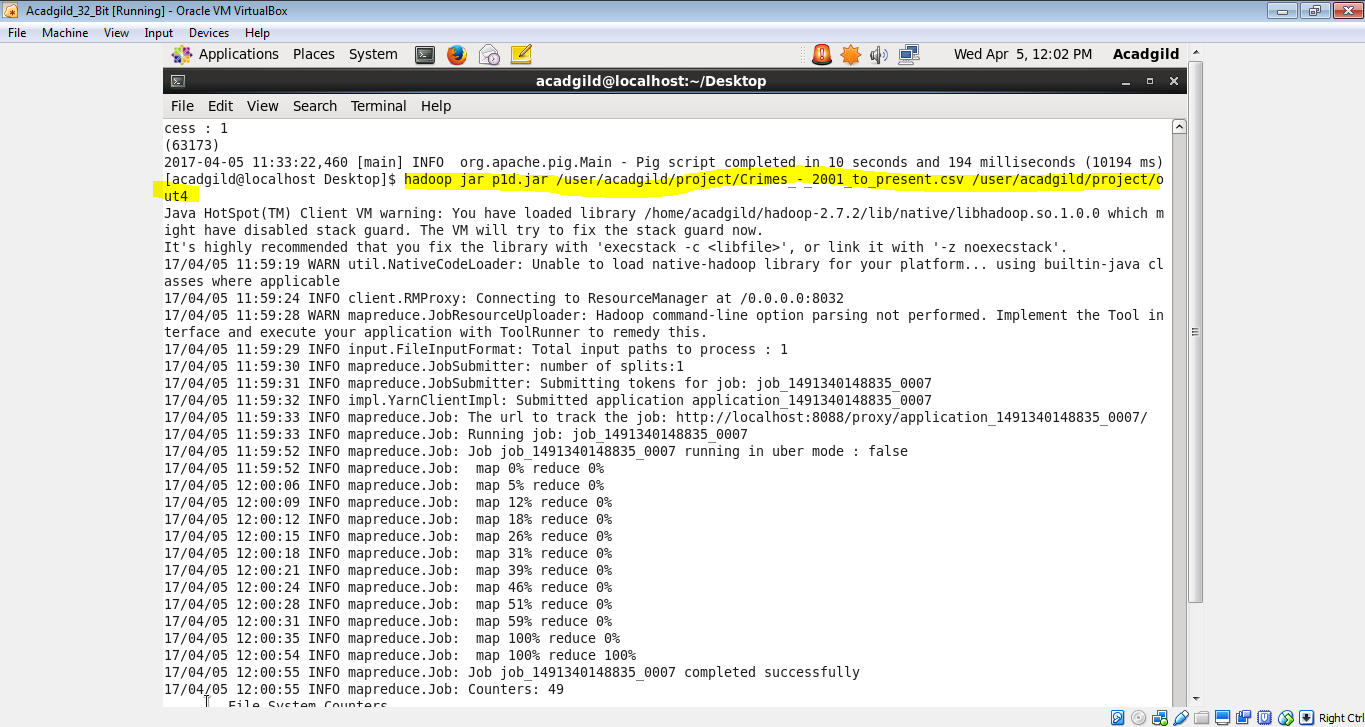 Acadgild_32_Bit [Running] - Oracle VM VirtualBox
File Machine View Input Devices Help
Applications Places System Wed Apr 5, 12:02 PM Acadgild
acadgild@localhost:~/Desktop
File Edit View Search Terminal Help
cess : 1
(63173)
2017-04-05 11:33:22,460 [main] INFO  org.apache.pig.Main - Pig script completed in 10 seconds and 194 milliseconds (10194 ms)
[acadgild@localhost Desktop]$ hadoop jar p1d.jar /user/acadgild/project/Crimes_-_2001_to_present.csv /user/acadgild/project/o
ut4
Java HotSpot(TM) Client VM warning: You have loaded library /home/acadgild/hadoop-2.7.2/lib/native/libhadoop.so.1.0.0 which m
ight have disabled stack guard. The VM will try to fix the stack guard now.
It's highly recommended that you fix the library with 'execstack -c <libfile>', or link it with '-z noexecstack'.
17/04/05 11:59:19 WARN util.NativeCodeLoader: Unable to load native-hadoop library for your platform... using builtin-java cl
asses where applicable
17/04/05 11:59:24 INFO client.RMProxy: Connecting to ResourceManager at /0.0.0.0:8032
17/04/05 11:59:28 WARN mapreduce.JobResourceUploader: Hadoop command-line option parsing not performed. Implement the Tool in
terface and execute your application with ToolRunner to remedy this.
17/04/05 11:59:29 INFO input.FileInputFormat: Total input paths to process : 1
17/04/05 11:59:30 INFO mapreduce.JobSubmitter: number of splits:1
17/04/05 11:59:31 INFO mapreduce.JobSubmitter: Submitting tokens for job: job_1491340148835_0007
17/04/05 11:59:32 INFO impl.YarnClientImpl: Submitted application application_1491340148835_0007
17/04/05 11:59:33 INFO mapreduce.Job: The url to track the job: http://localhost:8088/proxy/application_1491340148835_0007/
17/04/05 11:59:33 INFO mapreduce.Job: Running job: job_1491340148835_0007
17/04/05 11:59:52 INFO mapreduce.Job: Job job_1491340148835_0007 running in uber mode : false
17/04/05 11:59:52 INFO mapreduce.Job:  map 0% reduce 0%
17/04/05 12:00:06 INFO mapreduce.Job:  map 5% reduce 0%
17/04/05 12:00:09 INFO mapreduce.Job:  map 12% reduce 0%
17/04/05 12:00:12 INFO mapreduce.Job:  map 18% reduce 0%
17/04/05 12:00:15 INFO mapreduce.Job:  map 26% reduce 0%
17/04/05 12:00:18 INFO mapreduce.Job:  map 31% reduce 0%
17/04/05 12:00:21 INFO mapreduce.Job:  map 39% reduce 0%
17/04/05 12:00:24 INFO mapreduce.Job:  map 46% reduce 0%
17/04/05 12:00:28 INFO mapreduce.Job:  map 51% reduce 0%
17/04/05 12:00:31 INFO mapreduce.Job:  map 59% reduce 0%
17/04/05 12:00:35 INFO mapreduce.Job:  map 100% reduce 0%
17/04/05 12:00:54 INFO mapreduce.Job:  map 100% reduce 100%
17/04/05 12:00:55 INFO mapreduce.Job: Job job_1491340148835_0007 completed successfully
17/04/05 12:00:55 INFO mapreduce.Job: Counters: 49
File System Counters
Right Ctrl